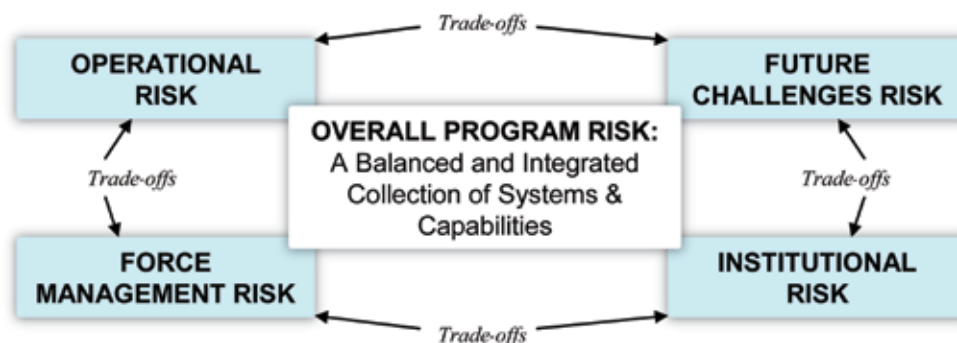 Trade-offs
OPERATIONAL
RISK
FUTURE
CHALLENGES RISK
OVERALL PROGRAM RISK:
A Balanced and Integrated
Collection of Systems &
Capabilities
Trade-offs
Trade-offs
FORCE
MANAGEMENT RISK
INSTITUTIONAL
RISK
Trade-offs